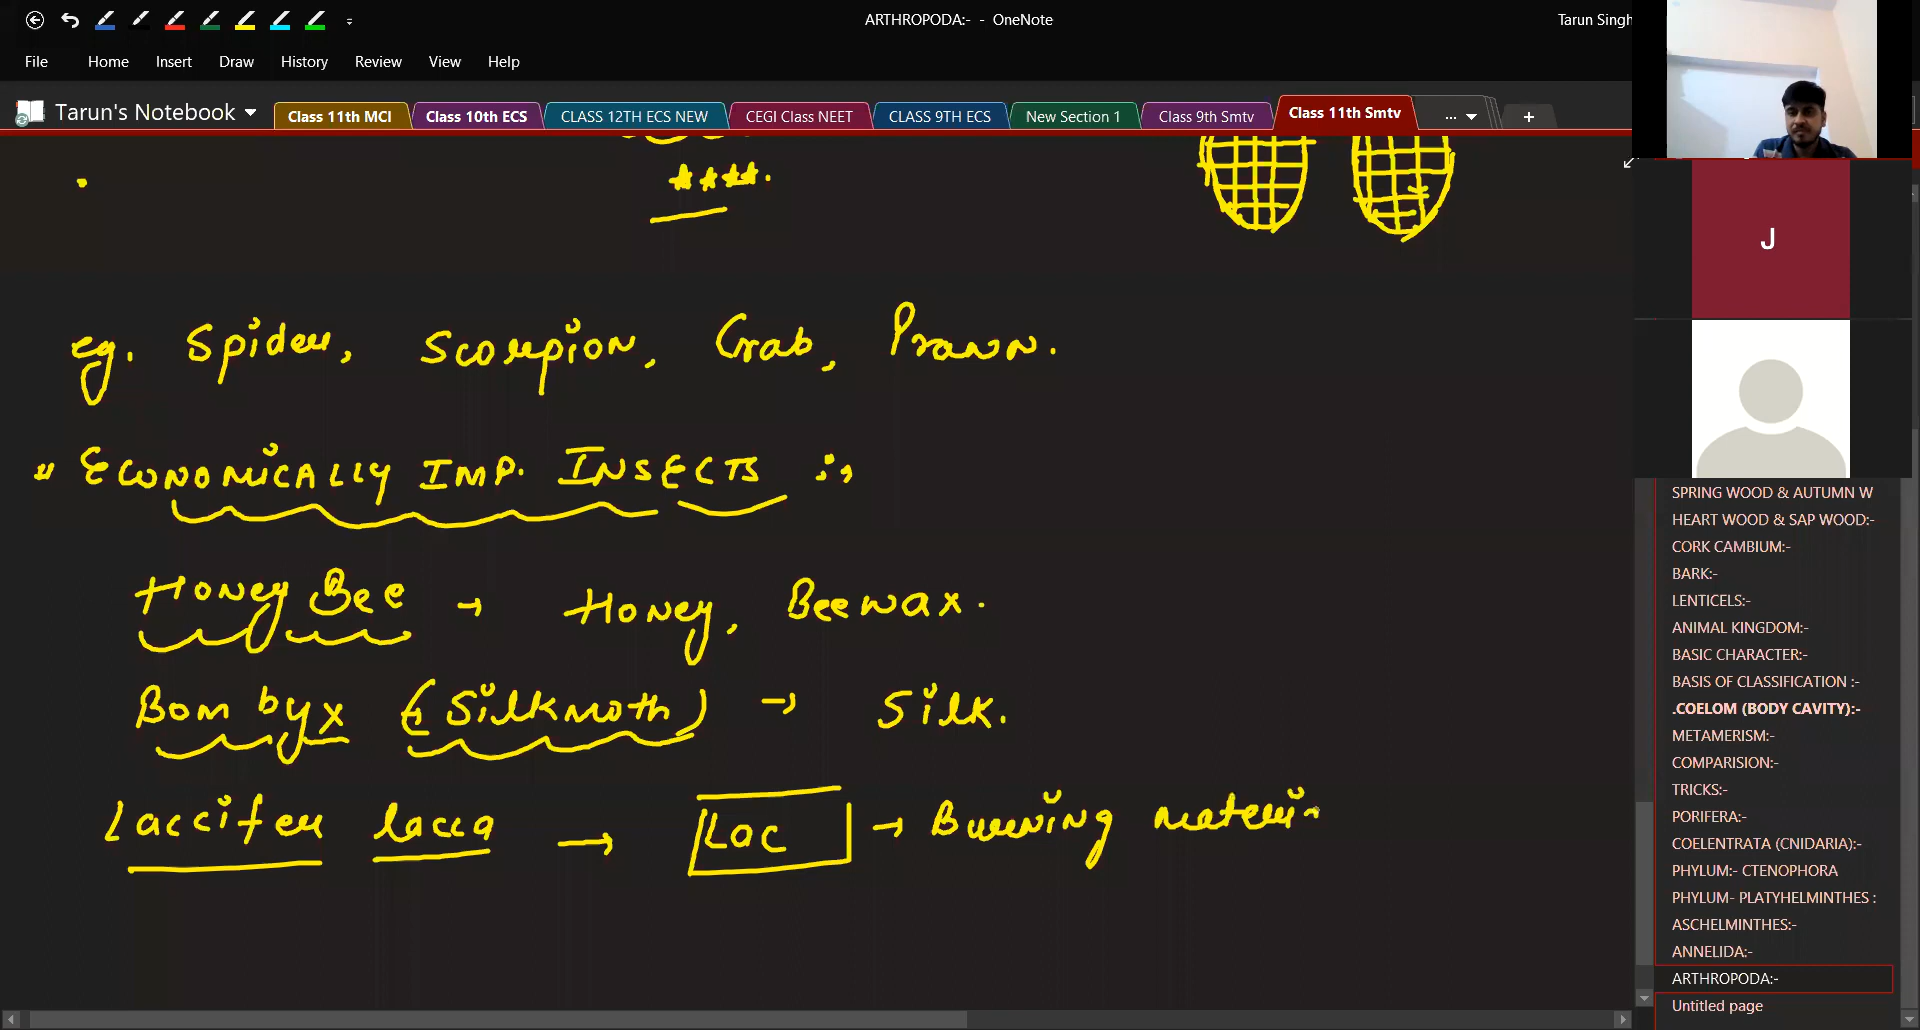 ARTHROPODA:- - OneNote
Tarun Singh
File Home Insert Draw History Review View Help
Tarun's Notebook
Class 11th MCI
Class 10th ECS
CLASS 12TH ECS NEW
CEGI Class NEET
CLASS 9TH ECS
New Section 1
Class 9th Smtv
Class 11th Smtv
... +
****.
eg. Spider, Scorpion, Crab, Prawn.
" ECONOMICALLY IMP. INSECTS :,
Honey Bee → Honey, Beewax.
Bombyx (Silkmoth) → Silk.
Laccifer lacca → Lac → Burning materi
J
SPRING WOOD & AUTUMN W
HEART WOOD & SAP WOOD:-
CORK CAMBIUM:-
BARK:-
LENTICELS:-
ANIMAL KINGDOM:-
BASIC CHARACTER:-
BASIS OF CLASSIFICATION :-
.COELOM (BODY CAVITY):-
METAMERISM:-
COMPARISION:-
TRICKS:-
PORIFERA:-
COELENTRATA (CNIDARIA):-
PHYLUM:- CTENOPHORA
PHYLUM- PLATYHELMINTHES :
ASCHELMINTHES:-
ANNELIDA:-
ARTHROPODA:-
Untitled page